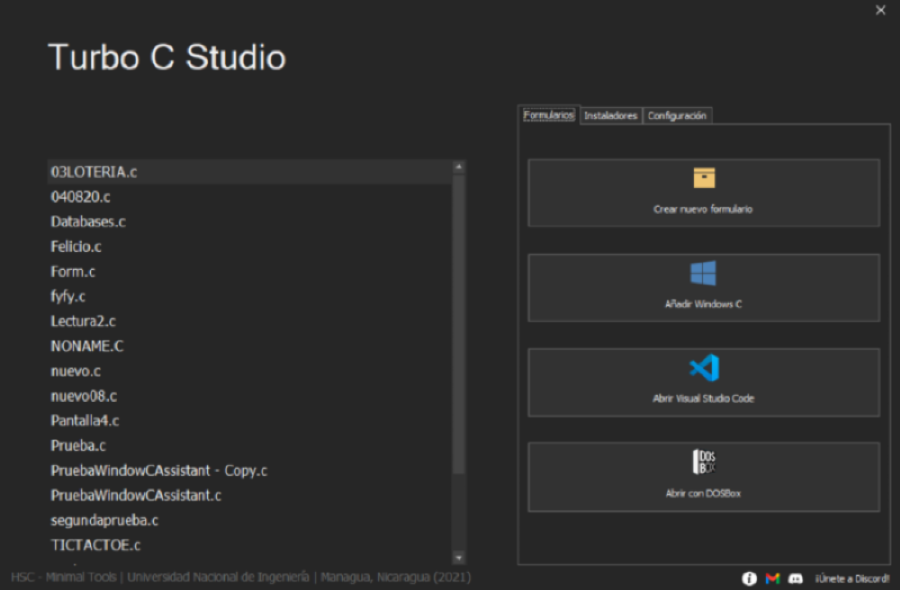 Turbo C Studio
03LOTERIA.c
040820.c
Databases.c
Felicio.c
Form.c
fyfy.c
Lectura2.c
NONAME.C
nuevo.c
nuevo08.c
Pantalla4.c
Prueba.c
PruebaWindowCAssistant - Copy.c
PruebaWindowCAssistant.c
segundaprueba.c
TICTACTOE.c
Formularios Instaladores Configuración
Crear nuevo formulario
Añadir Windows C
Abrir Visual Studio Code
DOS
BOX
Abrir con DOSBox
HSC - Minimal Tools | Universidad Nacional de Ingeniería | Managua, Nicaragua (2021)
¡Únete a Discord!